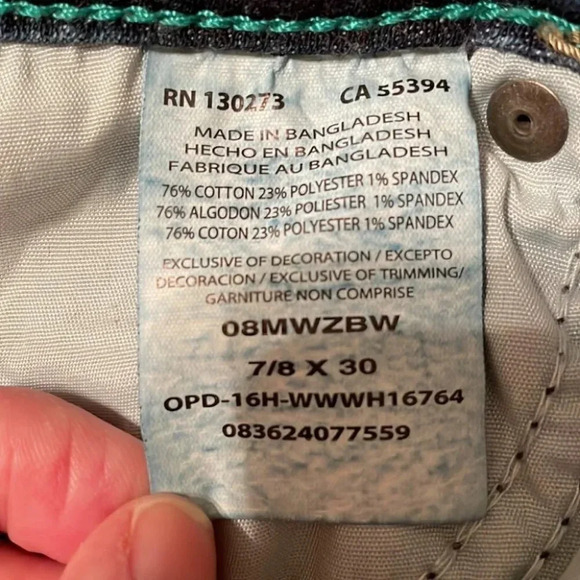 RN 130273 CA 55394
MADE IN BANGLADESH
HECHO EN BANGLADESH
FABRIQUE AU BANGLADESH
76% COTTON 23% POLYESTER 1% SPANDEX
76% ALGODON 23% POLIESTER 1% SPANDEX
76% COTON 23% POLYESTER 1% SPANDEX
EXCLUSIVE OF DECORATION / EXCEPTO
DECORACION / EXCLUSIVE OF TRIMMING/
GARNITURE NON COMPRISE
08MWZBW
7/8 X 30
OPD-16H-WWWH16764
083624077559